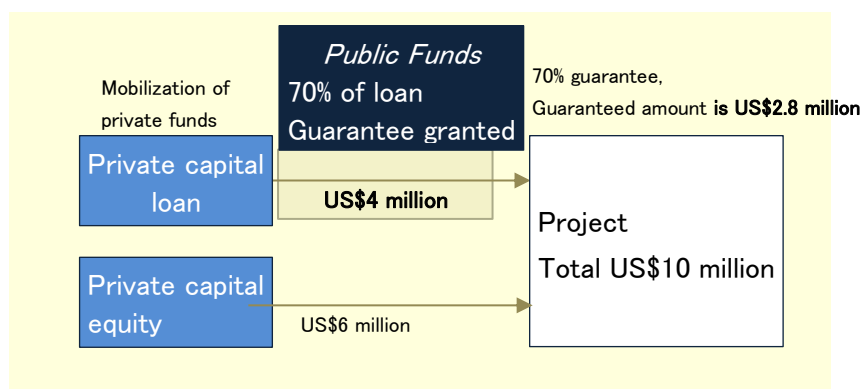 Public Funds
70% of loan
Guarantee granted
Mobilization of
private funds
70% guarantee,
Guaranteed amount is US$2.8 million
Private capital
loan
US$4 million
Project
Total US$10 million
Private capital
equity
US$6 million